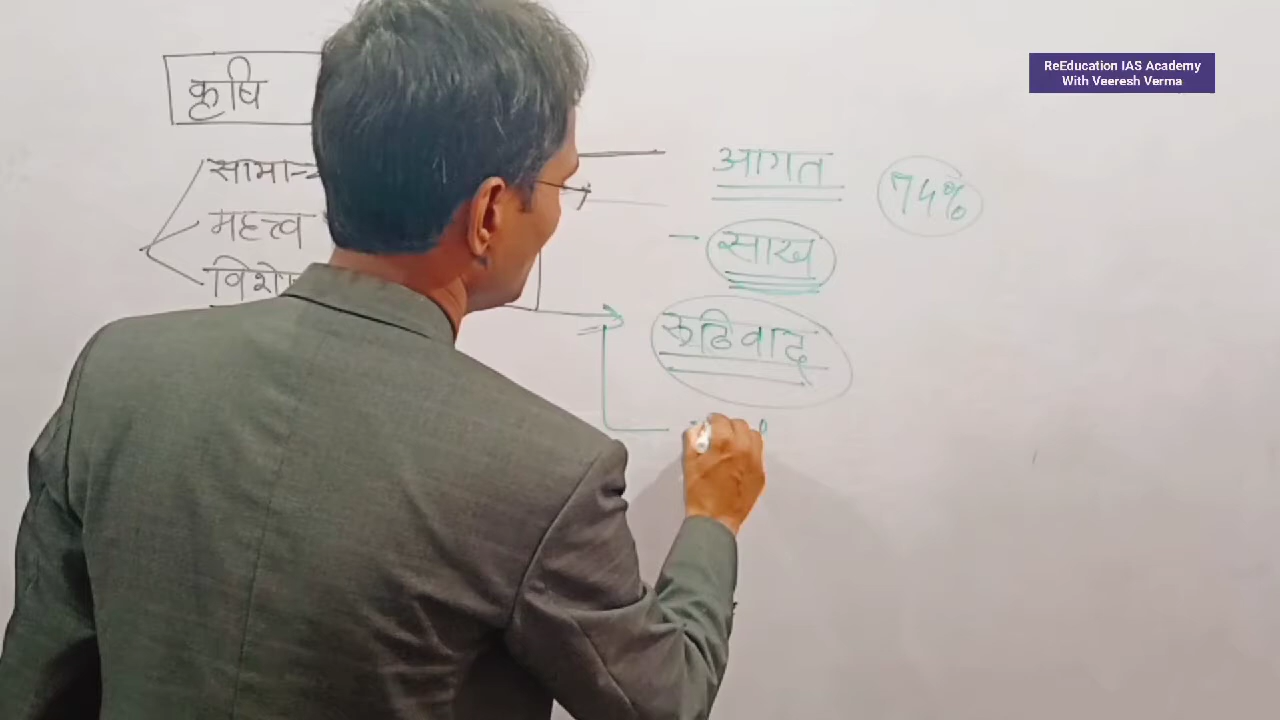 ReEducation IAS Academy
With Veeresh Verma
कृषि
सामान्य
महत्त्व
आगत
74%
साख
रूढिवाद